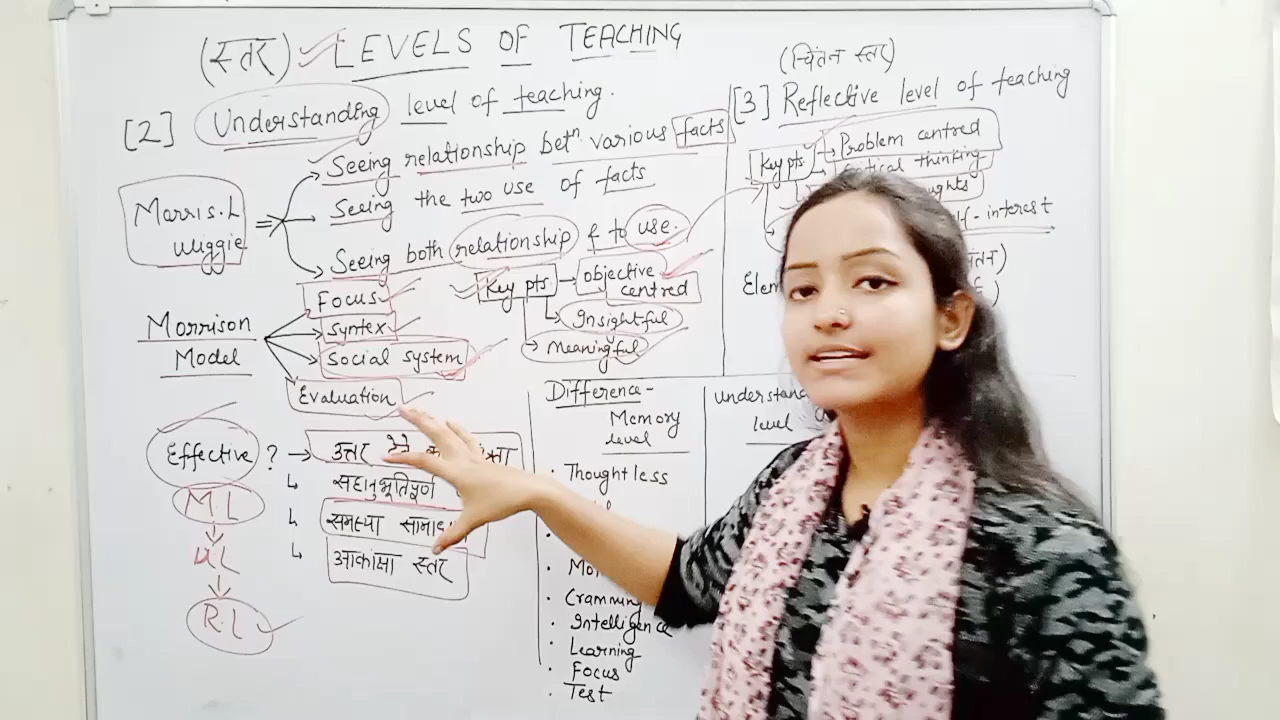 (स्तर) LEVELS OF TEACHING
[2] Understanding level of teaching.
Seeing relationship betⁿ various facts
Seeing the two use of facts
Seeing both relationship & to use.
Morris.L
Wiggie
Key pts
objective centred
Insightful
Meaningful
Morrison
Model
Focus
Syntex
Social system
Evaluation
Effective ?
उत्तर देने
सहानुभूतिपूर्ण
समस्या
आकांक्षा स्तर
M.L
UL
R.L
(चिंतन स्तर)
[3] Reflective level of teaching
Key pts
Problem centred
thinking
interest
Difference-
Memory
level
Thoughtless
Cramming
Intelligence
Learning
Focus
Test
level